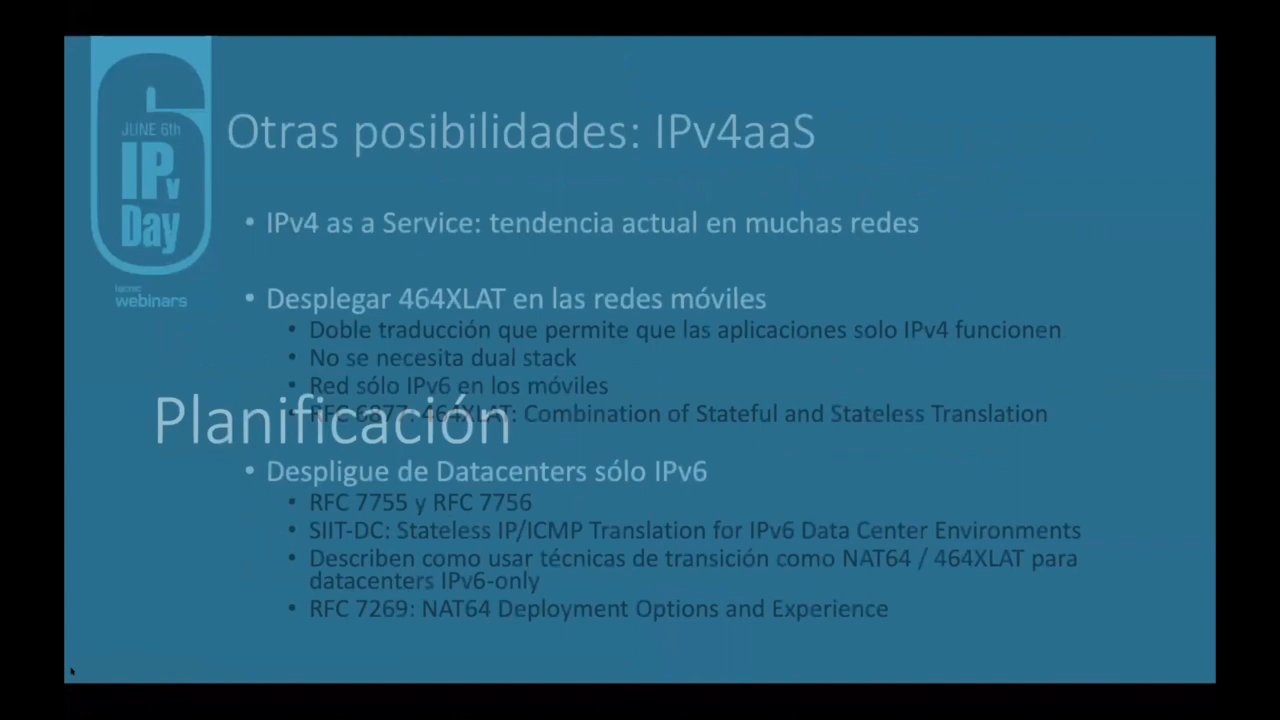 JUNE 6th
IPv
Day
lacnic
webinars
Otras posibilidades: IPv4aaS
• IPv4 as a Service: tendencia actual en muchas redes
• Desplegar 464XLAT en las redes móviles
• Doble traducción que permite que las aplicaciones solo IPv4 funcionen
• No se necesita dual stack
• Red sólo IPv6 en los móviles
• RFC 6877: 464XLAT: Combination of Stateful and Stateless Translation
Planificación
• Despligue de Datacenters sólo IPv6
• RFC 7755 y RFC 7756
• SIIT-DC: Stateless IP/ICMP Translation for IPv6 Data Center Environments
• Describen como usar técnicas de transición como NAT64 / 464XLAT para
datacenters IPv6-only
• RFC 7269: NAT64 Deployment Options and Experience